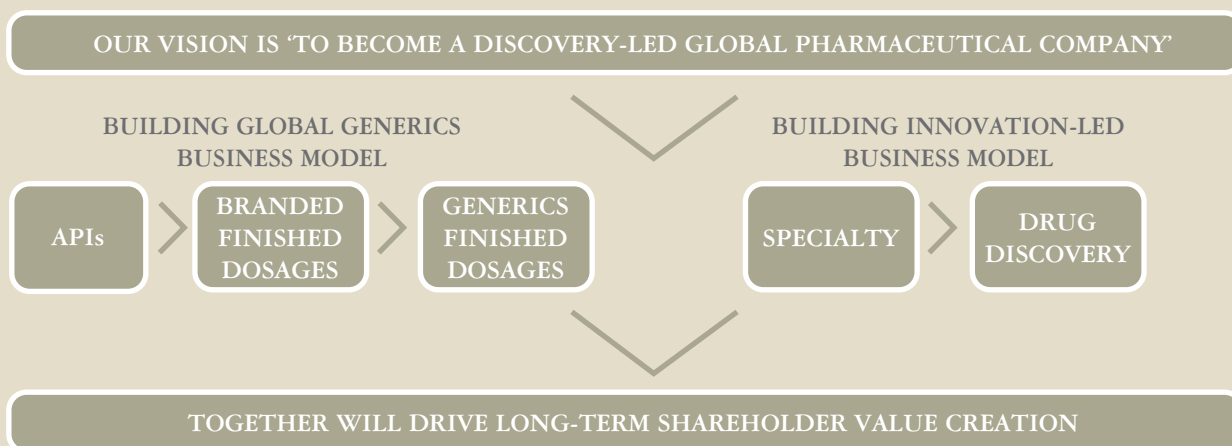 OUR VISION IS ‘TO BECOME A DISCOVERY-LED GLOBAL PHARMACEUTICAL COMPANY’
BUILDING GLOBAL GENERICS
BUSINESS MODEL
APIs
BRANDED
FINISHED
DOSAGES
GENERICS
FINISHED
DOSAGES
BUILDING INNOVATION-LED
BUSINESS MODEL
SPECIALTY
DRUG
DISCOVERY
TOGETHER WILL DRIVE LONG-TERM SHAREHOLDER VALUE CREATION